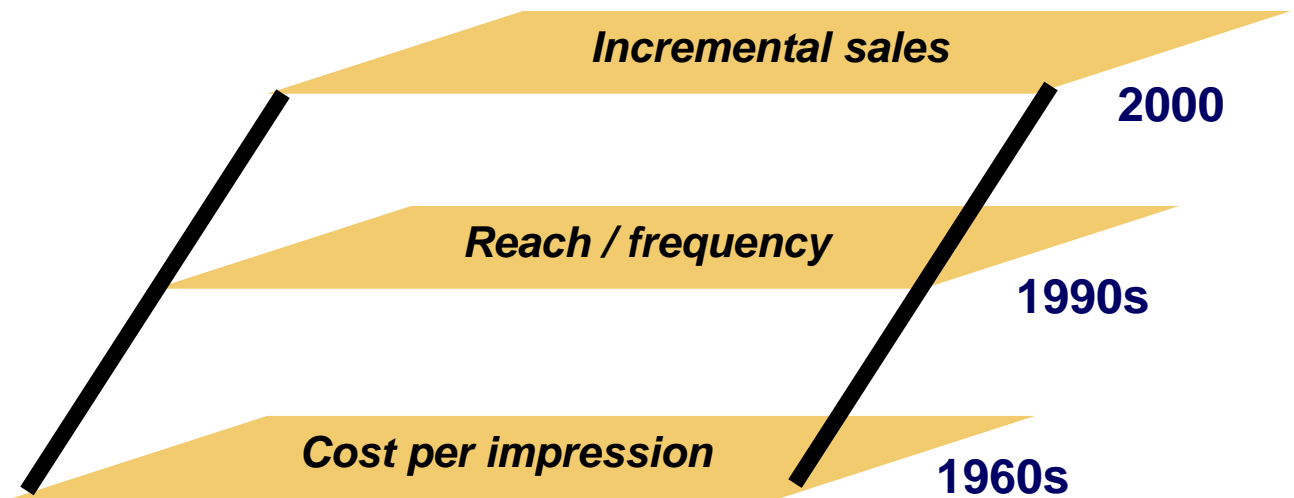 Incremental sales
2000
Reach / frequency
1990s
Cost per impression
1960s